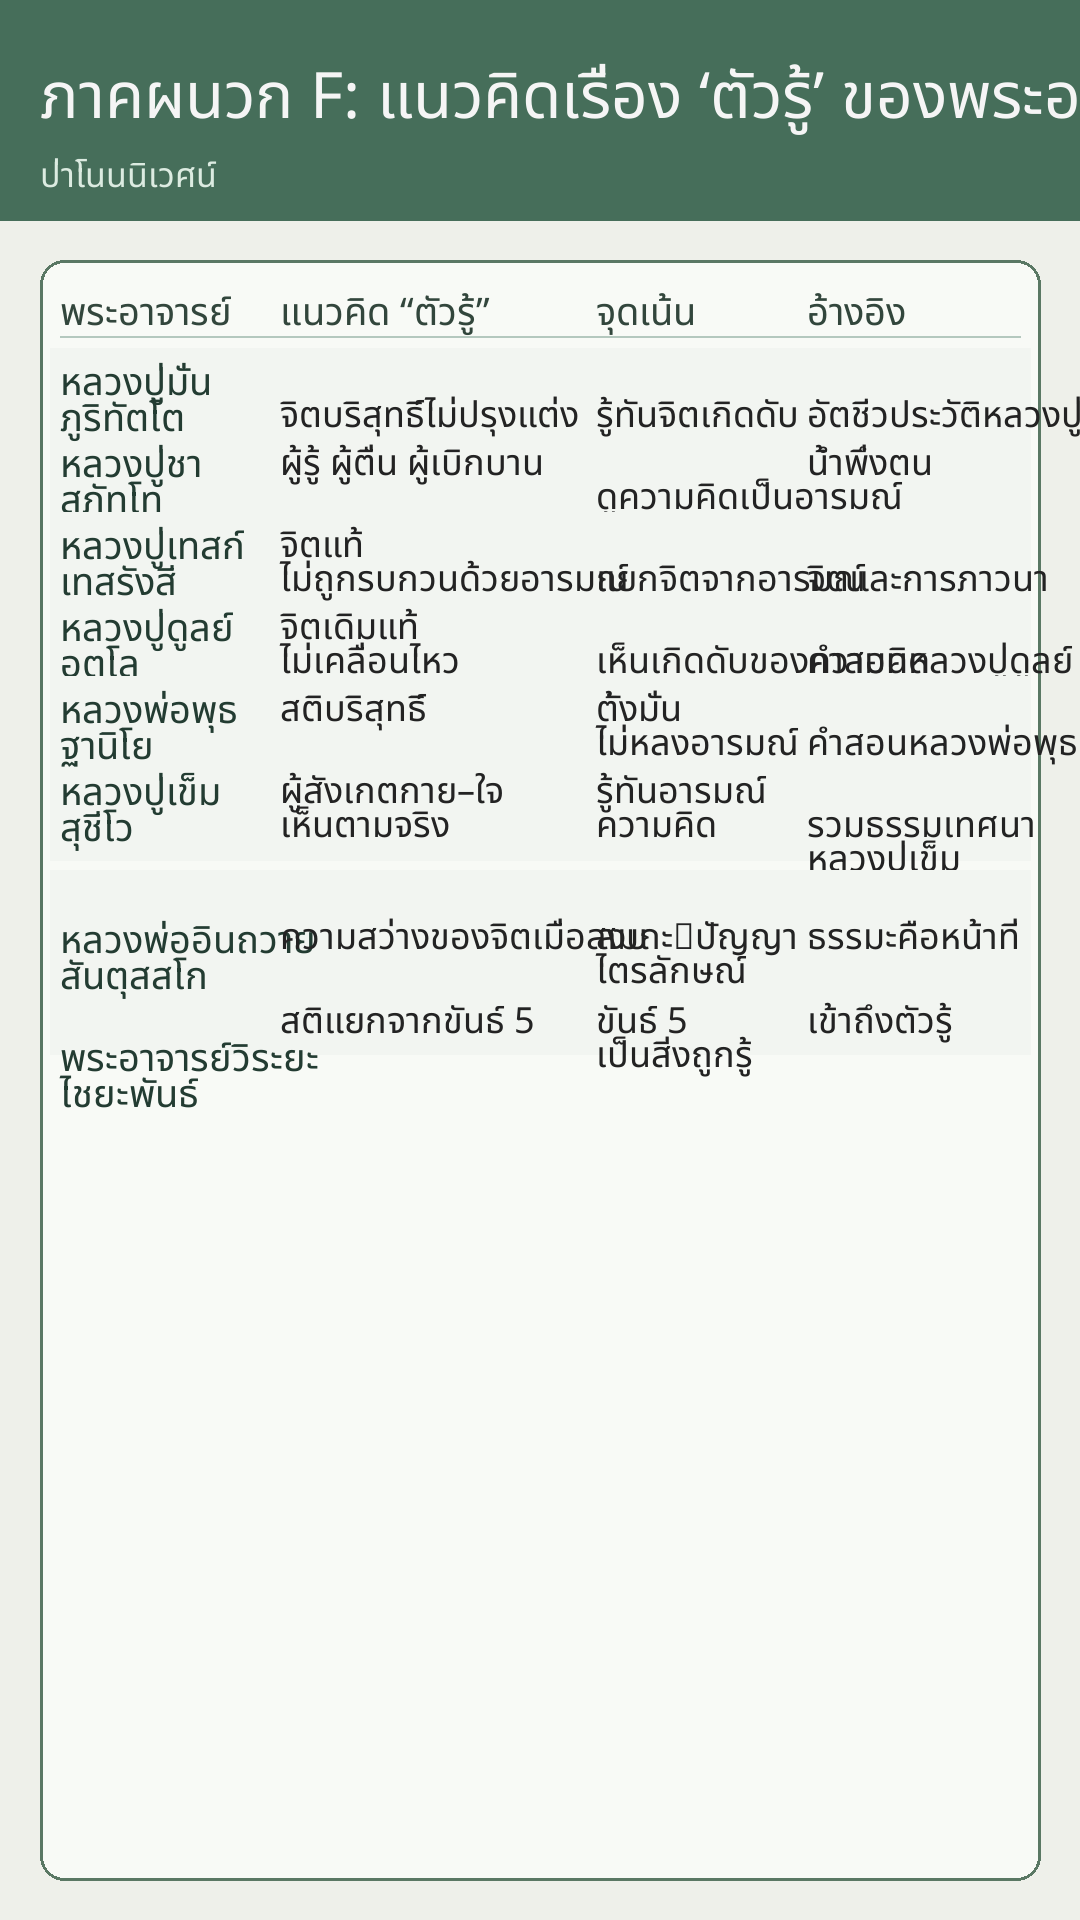 ภาคผนวก F: แนวคิดเรื่อง ‘ตัวรู้’ ของพระอ
ปาโนนนิเวศน์
พระอาจารย์ แนวคิด “ตัวรู้” จุดเน้น อ้างอิง
หลวงปู่มั่น
ภูริทัตโต จิตบริสุทธิ์ไม่ปรุงแต่ง รู้ทันจิตเกิดดับ อัตชีวประวัติหลวงปู่
หลวงปู่ชา ผู้รู้ ผู้ตื่น ผู้เบิกบาน น้ำพึ่งตน
สุภัทโท ดูความคิดเป็นอารมณ์
หลวงปู่เทสก์ จิตแท้
เทสรังสี ไม่ถูกรบกวนด้วยอารมณ์ แยกจิตจากอารมณ์ จิตและการภาวนา
หลวงปู่ดูลย์ จิตเดิมแท้
อตุโล ไม่เคลื่อนไหว เห็นเกิดดับของความคิด คำสอนหลวงปู่ดูลย์
หลวงพ่อพุธ สติบริสุทธิ์ ตั้งมั่น
ฐานิโย ไม่หลงอารมณ์ คำสอนหลวงพ่อพุธ
หลวงปู่เข็ม ผู้สังเกตกาย–ใจ รู้ทันอารมณ์
สุชีโว เห็นตามจริง ความคิด รวมธรรมเทศนา
หลวงปู่เข็ม
หลวงพ่ออินถวาย ความสว่างของจิตเมื่อสงบ ปัญญา ธรรมะคือหน้าที่
สันตุสสโก ไตรลักษณ์
สติแยกจากขันธ์ 5 ขันธ์ 5 เข้าถึงตัวรู้
พระอาจารย์วิระยะ เป็นสิ่งถูกรู้
ไชยะพันธ์